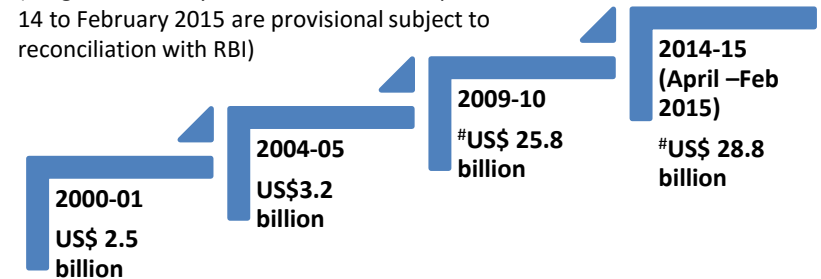 14 to February 2015 are provisional subject to
reconciliation with RBI)
2000-01
US$ 2.5
billion
2004-05
US$3.2
billion
2009-10
#US$ 25.8
billion
2014-15
(April –Feb
2015)
#US$ 28.8
billion